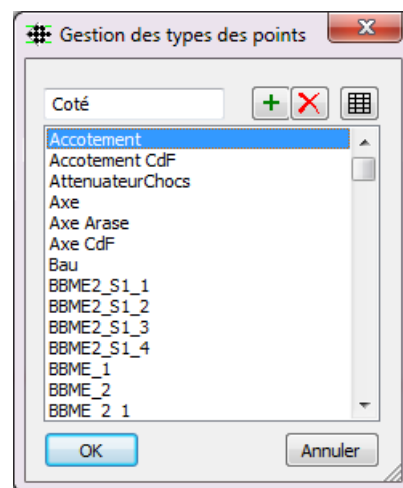 Gestion des types des points
Coté
Accotement
Accotement CdF
AttenuateurChocs
Axe
Axe Arase
Axe CdF
Bau
BBME2_S1_1
BBME2_S1_2
BBME2_S1_3
BBME2_S1_4
BBME_1
BBME_2
BBME_2_1
OK
Annuler